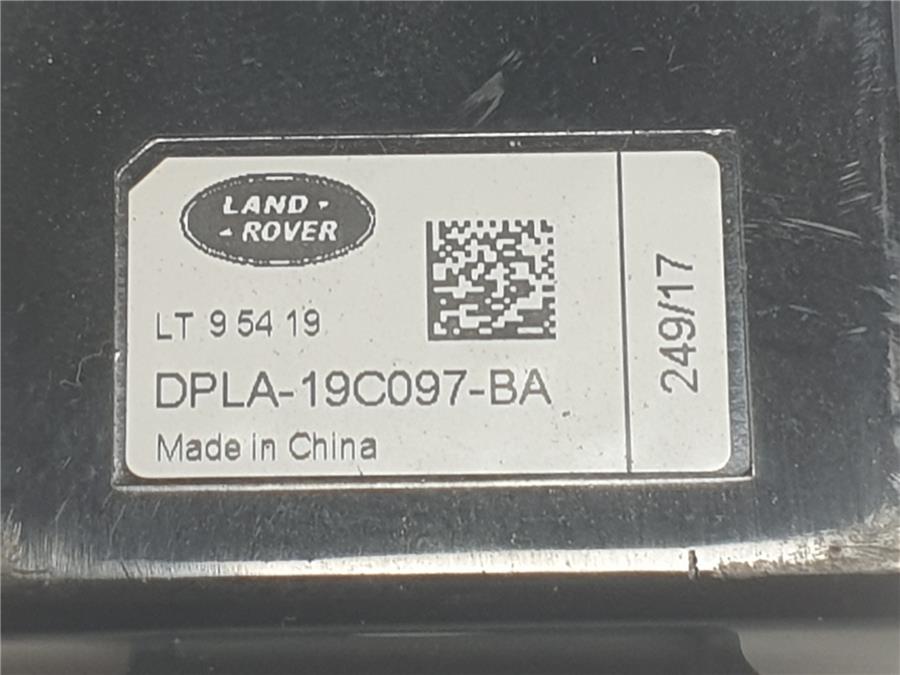 LAND
ROVER
LT 9 54 19
DPLA-19C097-BA
Made in China
249/17